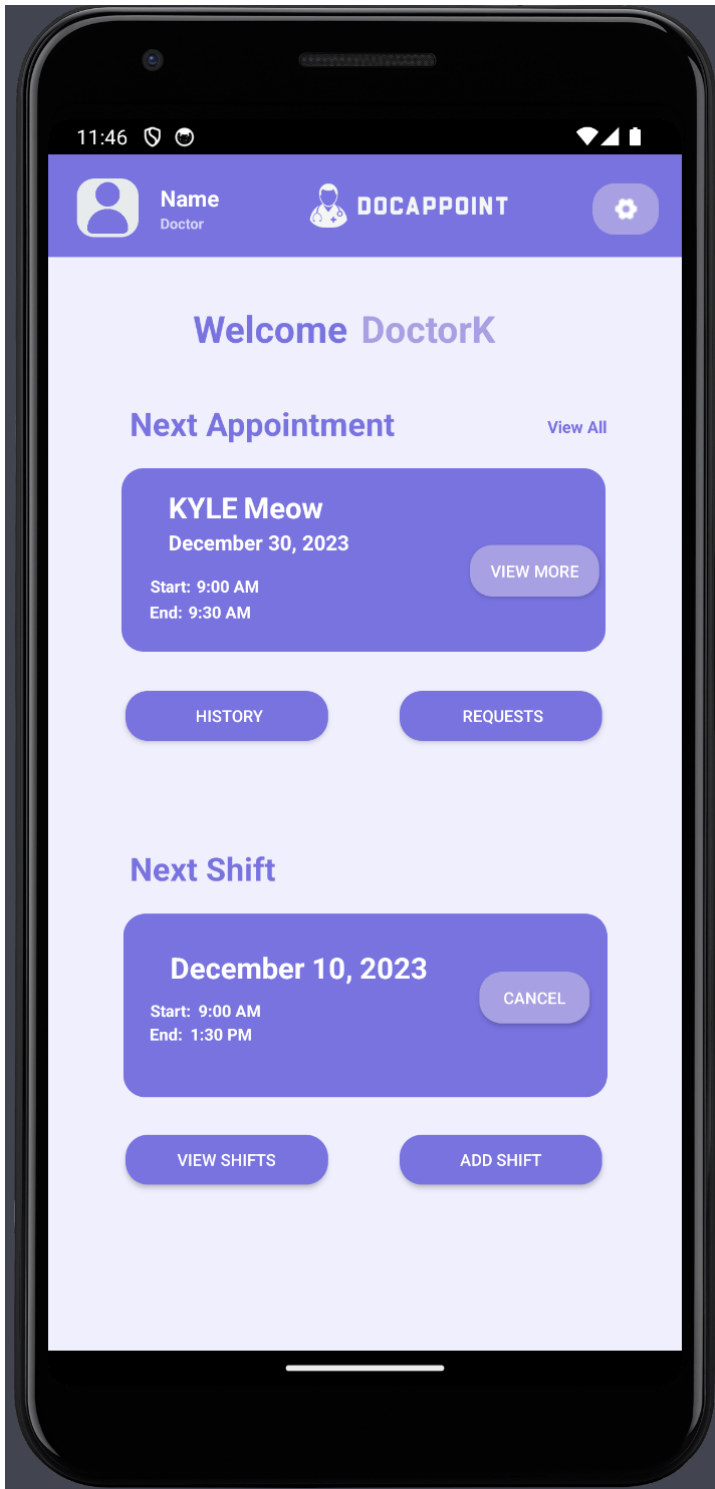 11:46
Name
Doctor
DOCAPPOINT
Welcome DoctorK
Next Appointment
View All
KYLE Meow
December 30, 2023
Start: 9:00 AM
End: 9:30 AM
VIEW MORE
HISTORY
REQUESTS
Next Shift
December 10, 2023
Start: 9:00 AM
End: 1:30 PM
CANCEL
VIEW SHIFTS
ADD SHIFT